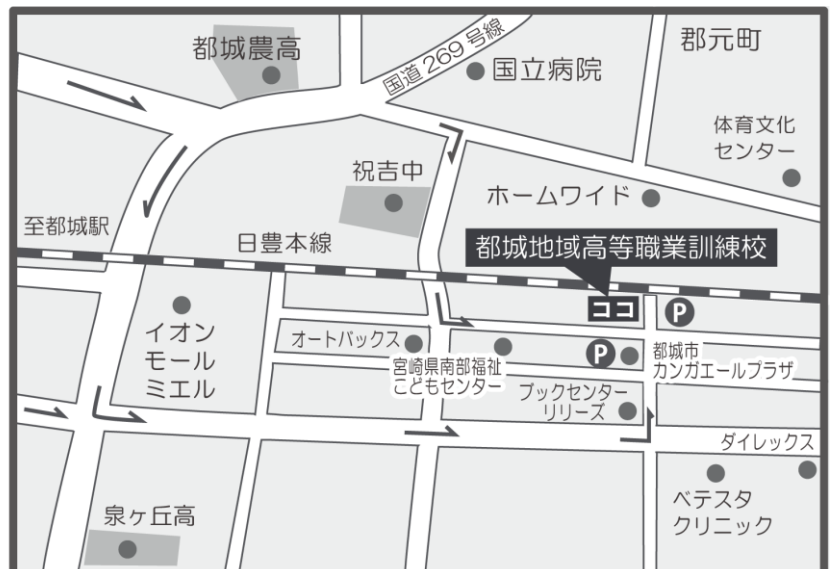 都城農高
国道269号線
国立病院
郡元町
体育文化
センター
祝吉中
ホームワイド
至都城駅
日豊本線
都城地域高等職業訓練校
ココ
P
イオン
モール
ミエル
オートバックス
宮崎県南部福祉
こどもセンター
P
都城市
カンガエールプラザ
ブックセンター
リリーズ
ダイレックス
ベテスタ
クリニック
泉ヶ丘高